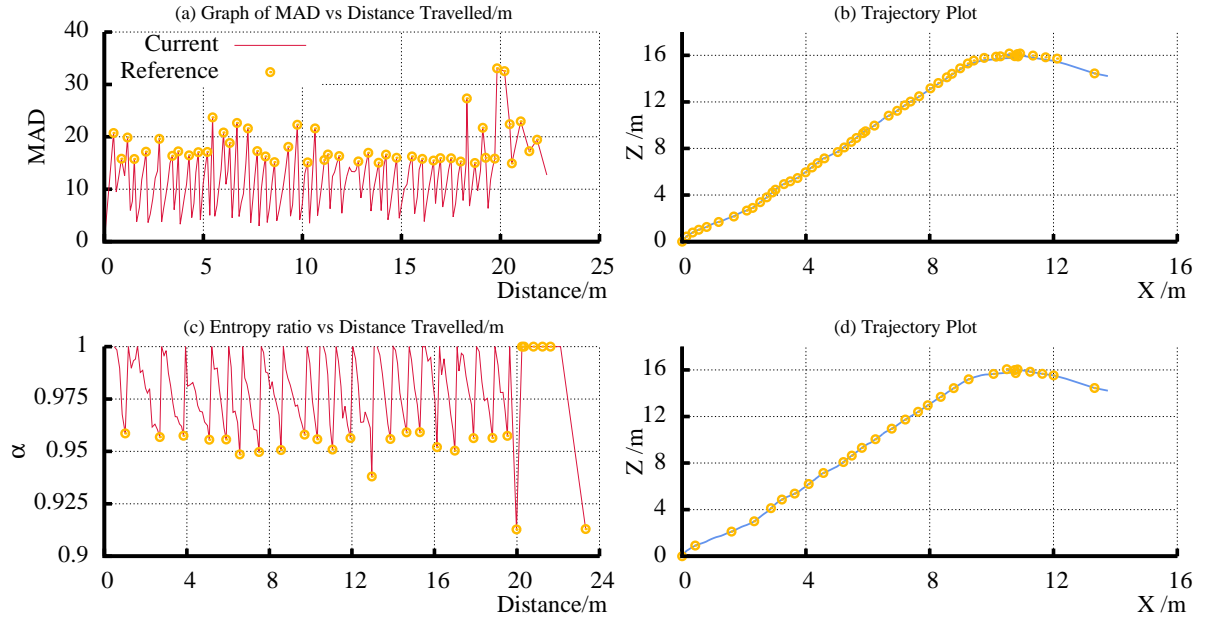 (a) Graph of MAD vs Distance Travelled/m
40
30
20
10
0
MAD
Current
Reference
0 5 10 15 20 25
Distance/m
(b) Trajectory Plot
16
12
8
4
0
Z /m
0 4 8 12 16
X /m
(c) Entropy ratio vs Distance Travelled/m
1
0.975
0.95
0.925
0.9
α
0 4 8 12 16 20 24
Distance/m
(d) Trajectory Plot
16
12
8
4
0
Z /m
0 4 8 12 16
X /m